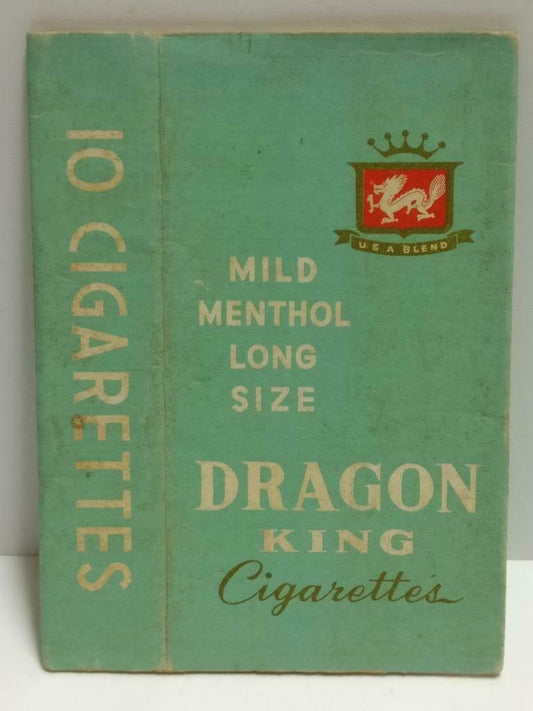 10 CIGARETTES
U S A BLEND
MILD
MENTHOL
LONG
SIZE
DRAGON
KING
Cigarettes